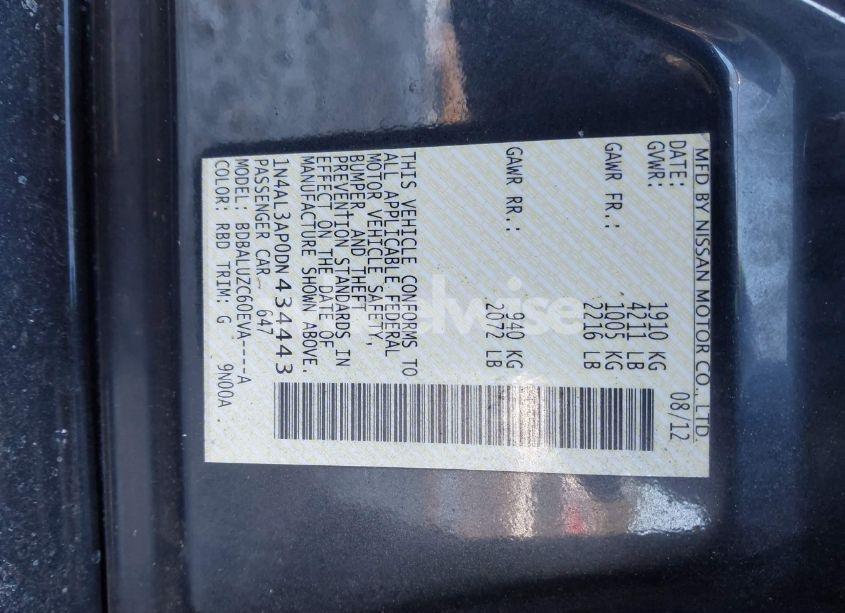 MFD BY NISSAN MOTOR CO., LTD
DATE: 08/12
GVWR: 1910 KG
4211 LB
GAWR FR.: 1005 KG
2216 LB
GAWR RR.: 940 KG
2072 LB
THIS VEHICLE CONFORMS TO
ALL APPLICABLE FEDERAL
MOTOR VEHICLE SAFETY,
BUMPER, AND THEFT
PREVENTION STANDARDS IN
EFFECT ON THE DATE OF
MANUFACTURE SHOWN ABOVE.
1N4AL3AP0DN434443
PASSENGER CAR 647
MODEL: BDBALUZC60EVA----A
COLOR: RBD TRIM: G 9N00A